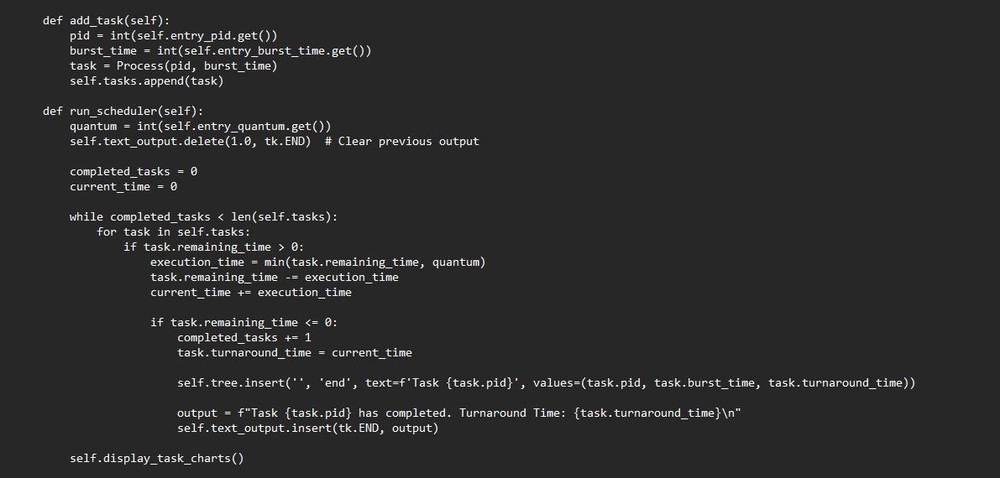 def add_task(self):
pid = int(self.entry_pid.get())
burst_time = int(self.entry_burst_time.get())
task = Process(pid, burst_time)
self.tasks.append(task)
def run_scheduler(self):
quantum = int(self.entry_quantum.get())
self.text_output.delete(1.0, tk.END)  # Clear previous output
completed_tasks = 0
current_time = 0
while completed_tasks < len(self.tasks):
for task in self.tasks:
if task.remaining_time > 0:
execution_time = min(task.remaining_time, quantum)
task.remaining_time -= execution_time
current_time += execution_time
if task.remaining_time <= 0:
completed_tasks += 1
task.turnaround_time = current_time
self.tree.insert('', 'end', text=f'Task {task.pid}', values=(task.pid, task.burst_time, task.turnaround_time))
output = f"Task {task.pid} has completed. Turnaround Time: {task.turnaround_time}\n"
self.text_output.insert(tk.END, output)
self.display_task_charts()